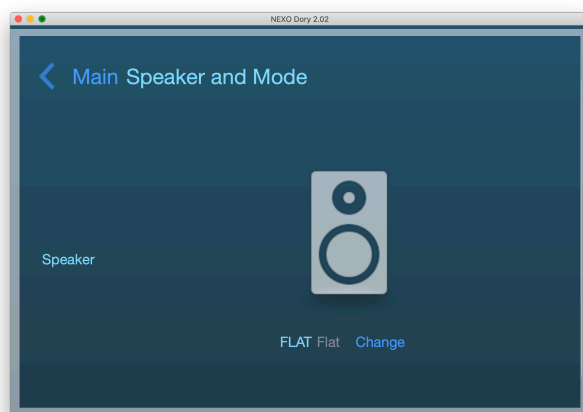 NEXO Dory 2.02
Main Speaker and Mode
Speaker
FLAT Flat Change